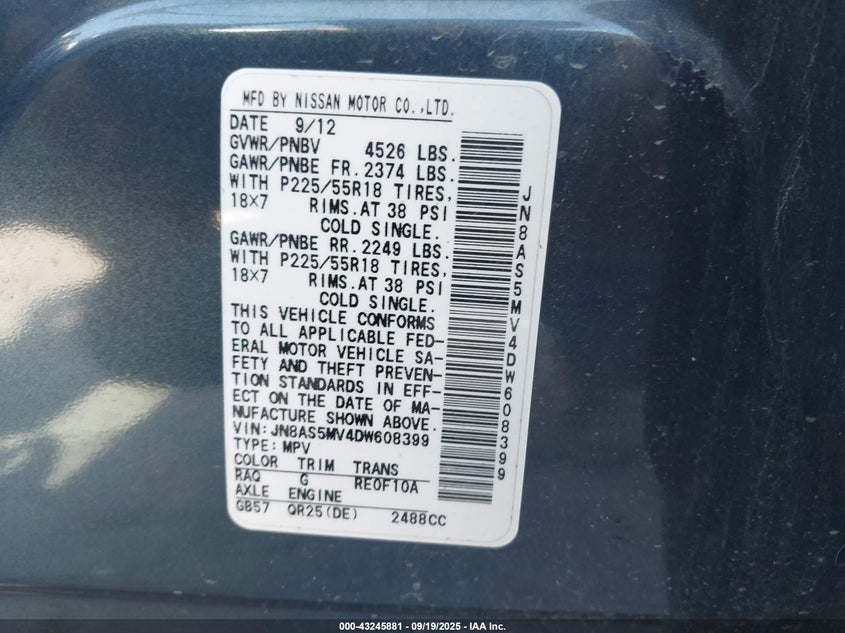 MFD BY NISSAN MOTOR CO.,LTD.
DATE 9/12
GVWR/PNBV 4526 LBS.
GAWR/PNBE FR.2374 LBS.
WITH P225/55R18 TIRES,
18X7 RIMS.AT 38 PSI
COLD SINGLE.
GAWR/PNBE RR.2249 LBS.
WITH P225/55R18 TIRES,
18X7 RIMS.AT 38 PSI
COLD SINGLE.
THIS VEHICLE CONFORMS
TO ALL APPLICABLE FED-
ERAL MOTOR VEHICLE SA-
FETY AND THEFT PREVEN-
TION STANDARDS IN EFF-
ECT ON THE DATE OF MA-
NUFACTURE SHOWN ABOVE.
VIN:JN8AS5MV4DW608399
TYPE:MPV
COLOR TRIM TRANS
RAQ G RE0F10A
AXLE ENGINE
GB57 QR25(DE) 2488CC
JN8AS5MV4DW608399
000-43245881 - 09/19/2025 - IAA Inc.